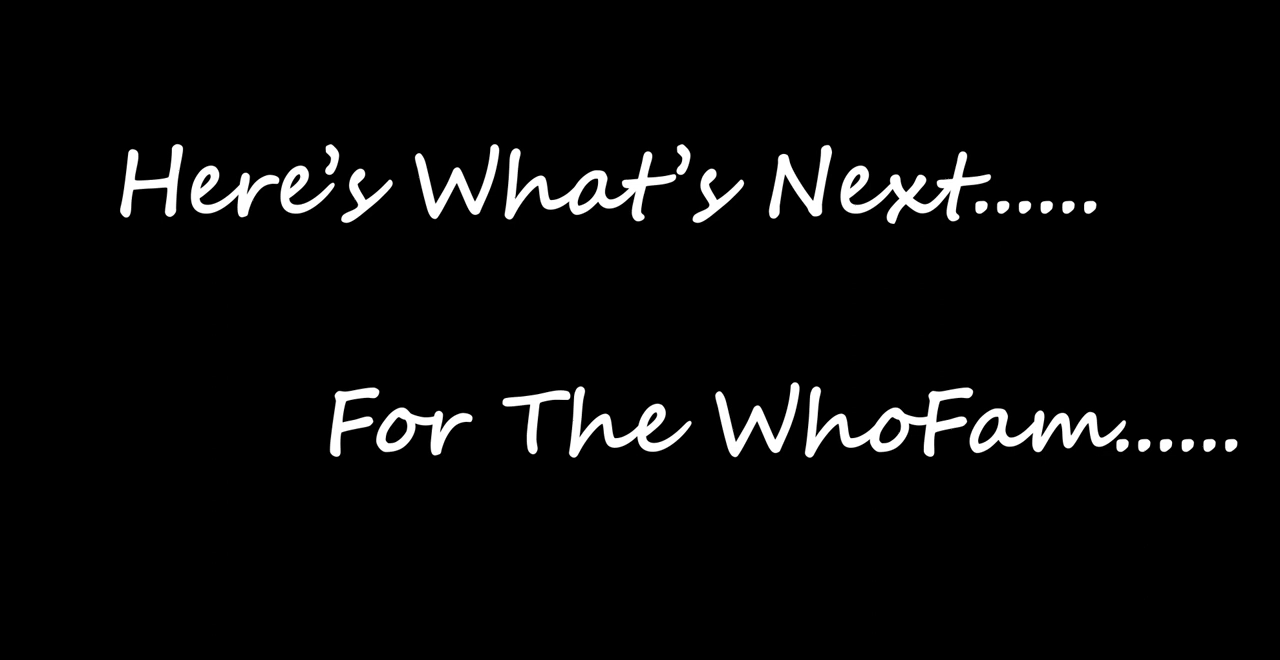 Here’s What’s Next......
For The WhoFam......